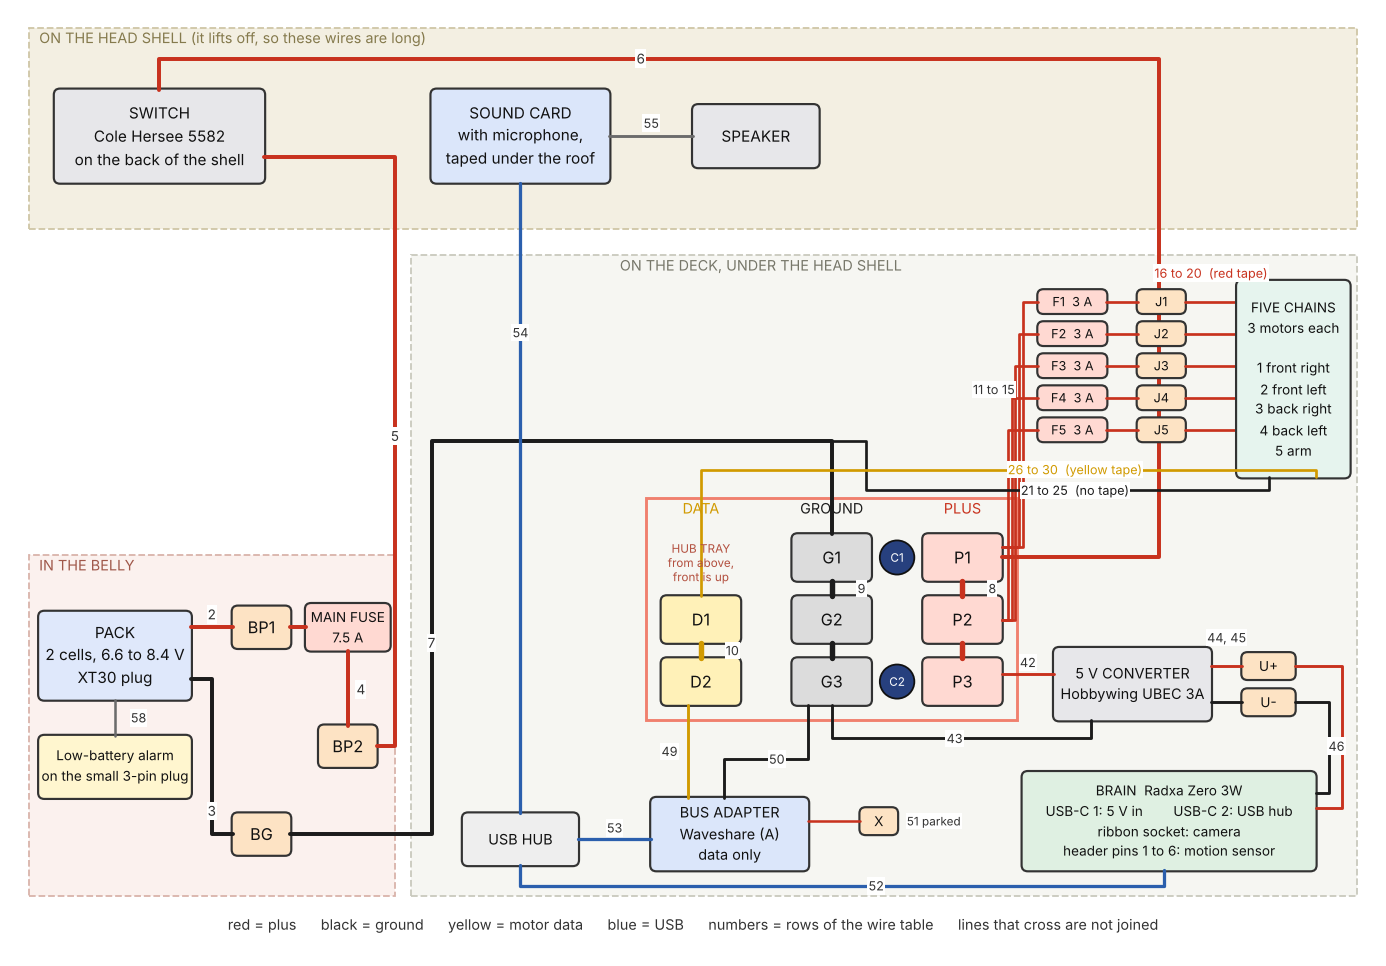 ON THE HEAD SHELL (it lifts off, so these wires are long)
6
SWITCH
Cole Hersee 5582
on the back of the shell
SOUND CARD
with microphone,
taped under the roof
55
SPEAKER
ON THE DECK, UNDER THE HEAD SHELL
16 to 20 (red tape)
F1 3 A
J1
F2 3 A
J2
F3 3 A
J3
F4 3 A
J4
F5 3 A
J5
11 to 15
FIVE CHAINS
3 motors each
1 front right
2 front left
3 back right
4 back left
5 arm
54
5
26 to 30 (yellow tape)
21 to 25 (no tape)
DATA
GROUND
PLUS
HUB TRAY
from above,
front is up
G1
C1
P1
9
8
D1
G2
P2
10
D2
G3
C2
P3
7
IN THE BELLY
2
BP1
MAIN FUSE
7.5 A
PACK
2 cells, 6.6 to 8.4 V
XT30 plug
4
58
BP2
Low-battery alarm
on the small 3-pin plug
3
BG
42
5 V CONVERTER
Hobbywing UBEC 3A
44, 45
U+
U-
46
43
49
50
BUS ADAPTER
Waveshare (A)
data only
X
51 parked
USB HUB
53
52
BRAIN Radxa Zero 3W
USB-C 1: 5 V in USB-C 2: USB hub
ribbon socket: camera
header pins 1 to 6: motion sensor
red = plus black = ground yellow = motor data blue = USB numbers = rows of the wire table lines that cross are not joined